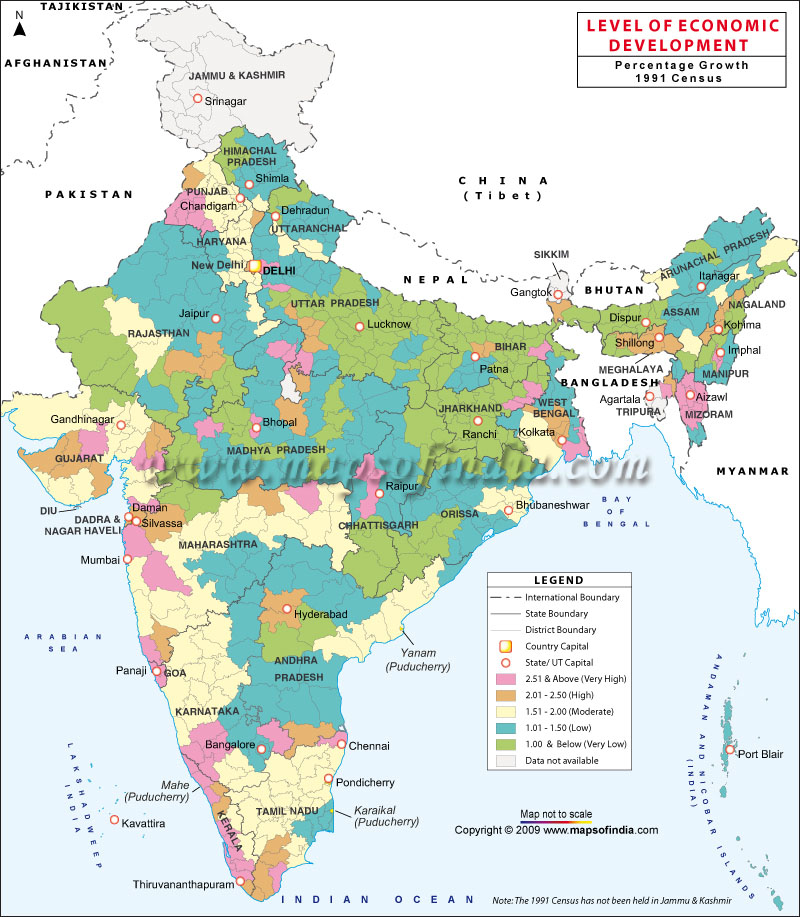 N
TAJIKISTAN
LEVEL OF ECONOMIC
DEVELOPMENT
Percentage Growth
1991 Census
AFGHANISTAN
JAMMU & KASHMIR
Srinagar
HIMACHAL
PRADESH
Shimla
CHINA
(Tibet)
PAKISTAN
PUNJAB
Chandigarh
Dehradun
UTTARANCHAL
HARYANA
New Delhi
DELHI
NEPAL
SIKKIM
Gangtok
BHUTAN
ARUNACHAL PRADESH
Itanagar
UTTAR PRADESH
Lucknow
Jaipur
RAJASTHAN
Dispur
ASSAM
NAGALAND
Kohima
Shillong
Imphal
BIHAR
Patna
MEGHALAYA
MANIPUR
BANGLADESH
Agartala
TRIPURA
Aizawl
MIZORAM
Gandhinagar
Bhopal
JHARKHAND
Ranchi
WEST
BENGAL
Kolkata
MADHYA PRADESH
GUJARAT
www.mapsofindia.com
MYANMAR
DIU
Daman
DADRA &
NAGAR HAVELI
Silvassa
Raipur
CHHATTISGARH
ORISSA
Bhubaneshwar
BAY
OF
BENGAL
MAHARASHTRA
Mumbai
Hyderabad
ARABIAN
SEA
Yanam
(Puducherry)
Panaji
GOA
ANDHRA
PRADESH
KARNATAKA
Bangalore
Chennai
LEGEND
International Boundary
State Boundary
District Boundary
Country Capital
State/ UT Capital
2.51 & Above (Very High)
2.01 - 2.50 (High)
1.51 - 2.00 (Moderate)
1.01 - 1.50 (Low)
1.00 & Below (Very Low)
Data not available
ANDAMAN AND NICOBAR ISLANDS
(INDIA)
Port Blair
LAKSHADWEEP
INDIA
Kavattira
Mahe
(Puducherry)
Pondicherry
TAMIL NADU
Karaikal
(Puducherry)
KERALA
Thiruvananthapuram
INDIAN OCEAN
Map not to scale
Copyright © 2009 www.mapsofindia.com
Note: The 1991 Census has not been held in Jammu & Kashmir